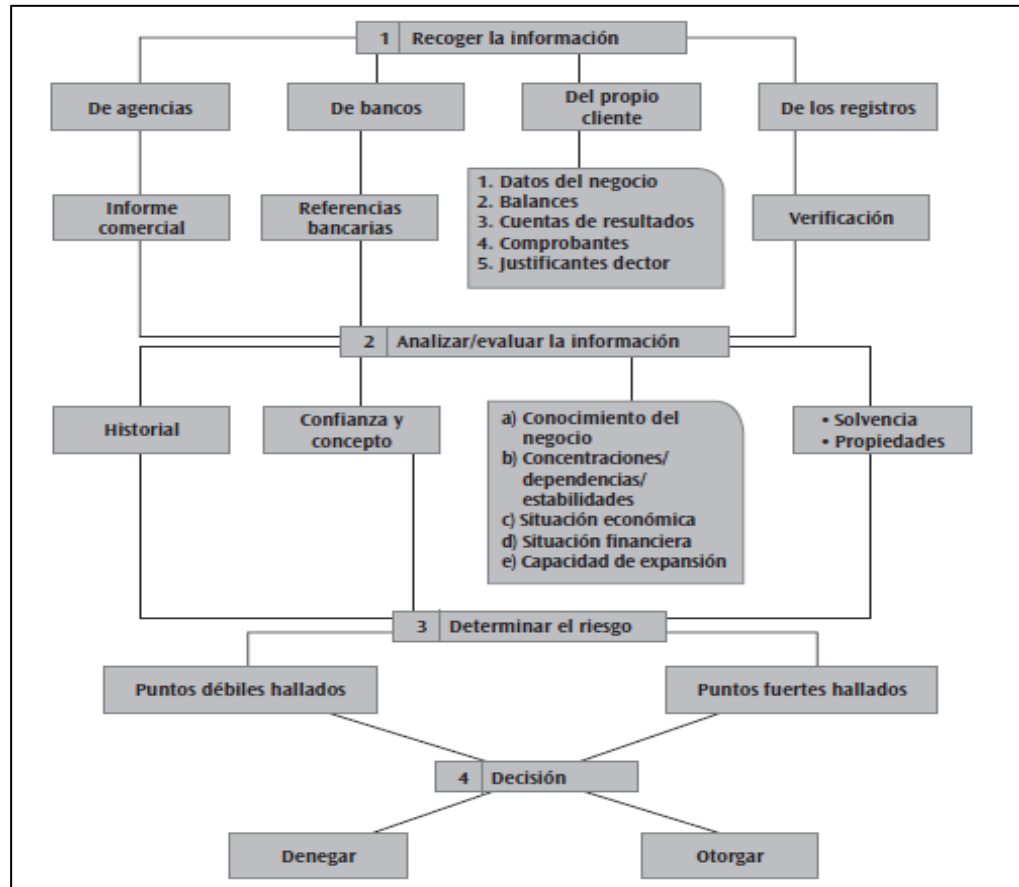 1 Recoger la información
De agencias
De bancos
Del propio
cliente
De los registros
Informe
comercial
Referencias
bancarias
1. Datos del negocio
2. Balances
3. Cuentas de resultados
4. Comprobantes
5. Justificantes dector
Verificación
2 Analizar/evaluar la información
Historial
Confianza y
concepto
a) Conocimiento del
negocio
b) Concentraciones/
dependencias/
estabilidades
c) Situación económica
d) Situación financiera
e) Capacidad de expansión
• Solvencia
• Propiedades
3 Determinar el riesgo
Puntos débiles hallados
Puntos fuertes hallados
4 Decisión
Denegar
Otorgar